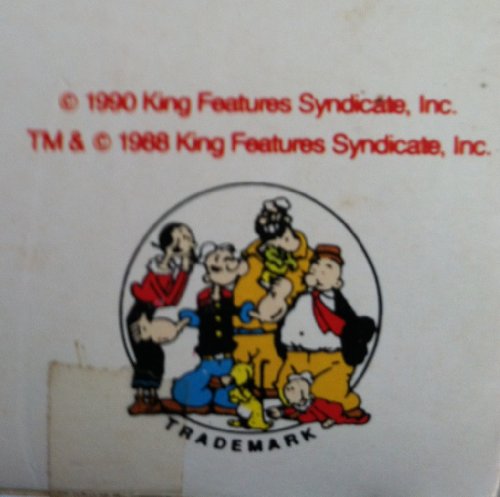 © 1990 King Features Syndicate, Inc.
TM & © 1988 King Features Syndicate, Inc.
TRADEMARK